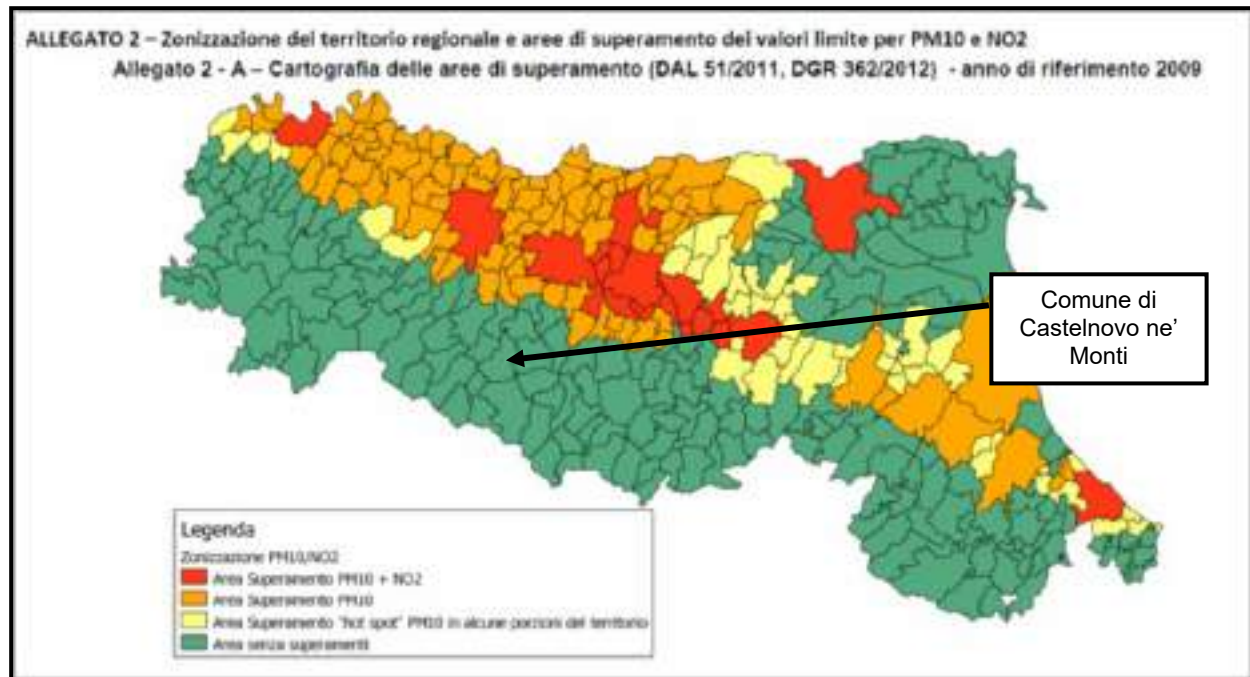 ALLEGATO 2 – Zonizzazione del territorio regionale e aree di superamento dei valori limite per PM10 e NO2
Allegato 2 - A – Cartografia delle aree di superamento (DAL 51/2011, DGR 362/2012) - anno di riferimento 2009
Comune di
Castelnovo ne'
Monti
Legenda
Zonizzazione PM10/NO2
Area Superamento PM10 + NO2
Area Superamento PM10
Area Superamento "hot spot" PM10 in alcune porzioni del territorio
Area senza superamenti